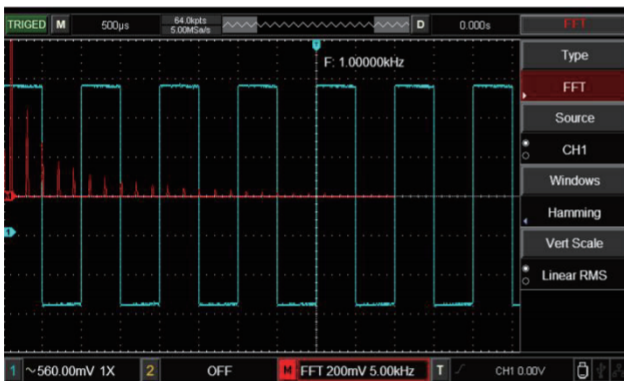 TRIGED M 500μs 64.0kpts D 0.000s FFT
5.00MSa/s
F: 1.00000kHz
Type
FFT
Source
CH1
Windows
Hamming
Vert Scale
Linear RMS
M
1
1 ~560.00mV 1X 2 OFF M FFT 200mV 5.00kHz T CH1 0.00V